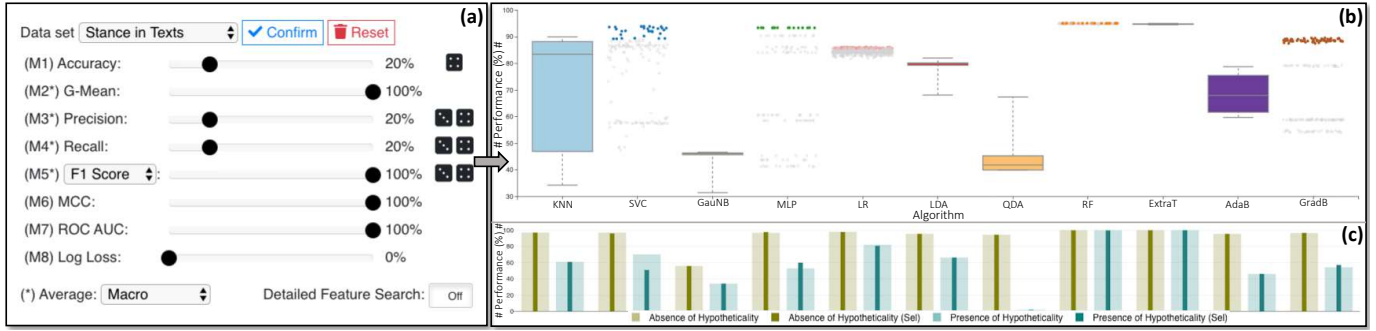 (a)
Data set Stance in Texts Confirm Reset
(M1) Accuracy: 20%
(M2*) G-Mean: 100%
(M3*) Precision: 20%
(M4*) Recall: 20%
(M5*) F1 Score : 100%
(M6) MCC: 100%
(M7) ROC AUC: 100%
(M8) Log Loss: 0%
(*) Average: Macro Detailed Feature Search: Off
(b)
# Performance (%) #
100
90
80
70
60
50
40
30
KNN SVC GauNB MLP LR LDA QDA RF ExtraT AdaB GradB
Algorithm
(c)
# Performance (%) #
100
80
60
40
20
0
Absence of Hypotheticality Absence of Hypotheticality (Sel) Presence of Hypotheticality Presence of Hypotheticality (Sel)